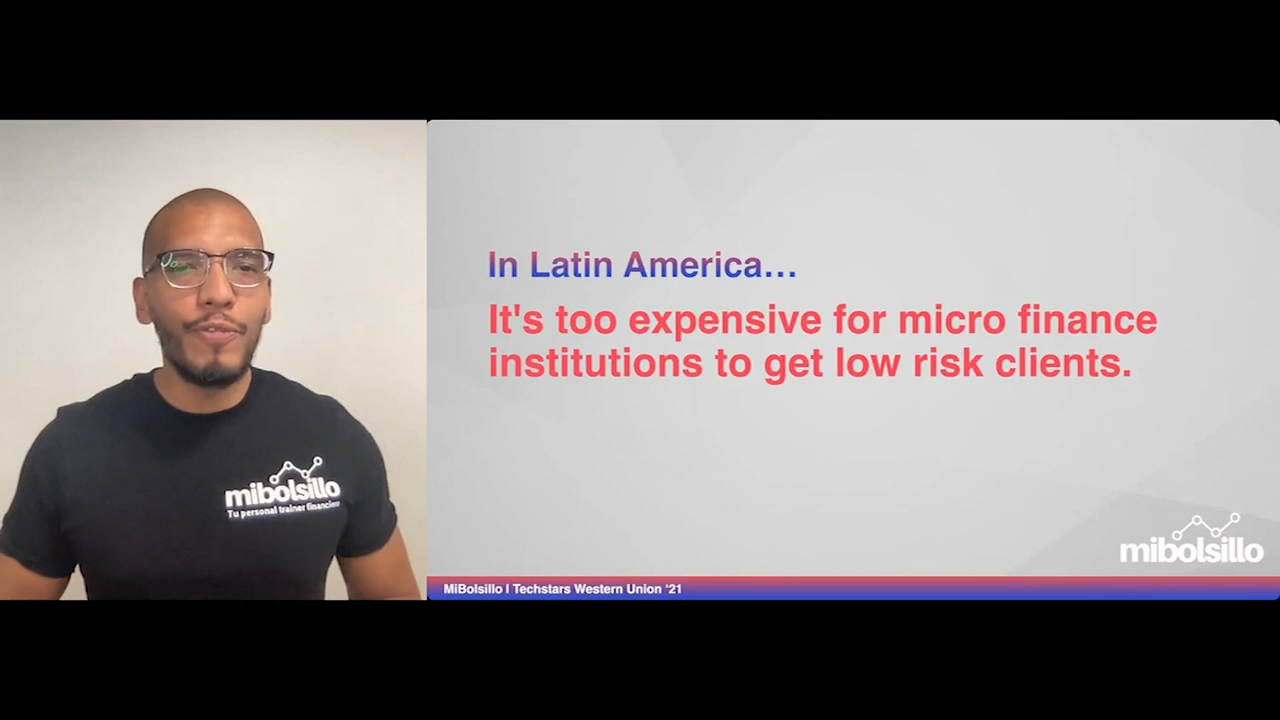 mibolsillo
Tu personal trainer financiero
In Latin America…
It's too expensive for micro finance
institutions to get low risk clients.
mibolsillo
MiBolsillo I Techstars Western Union ‘21